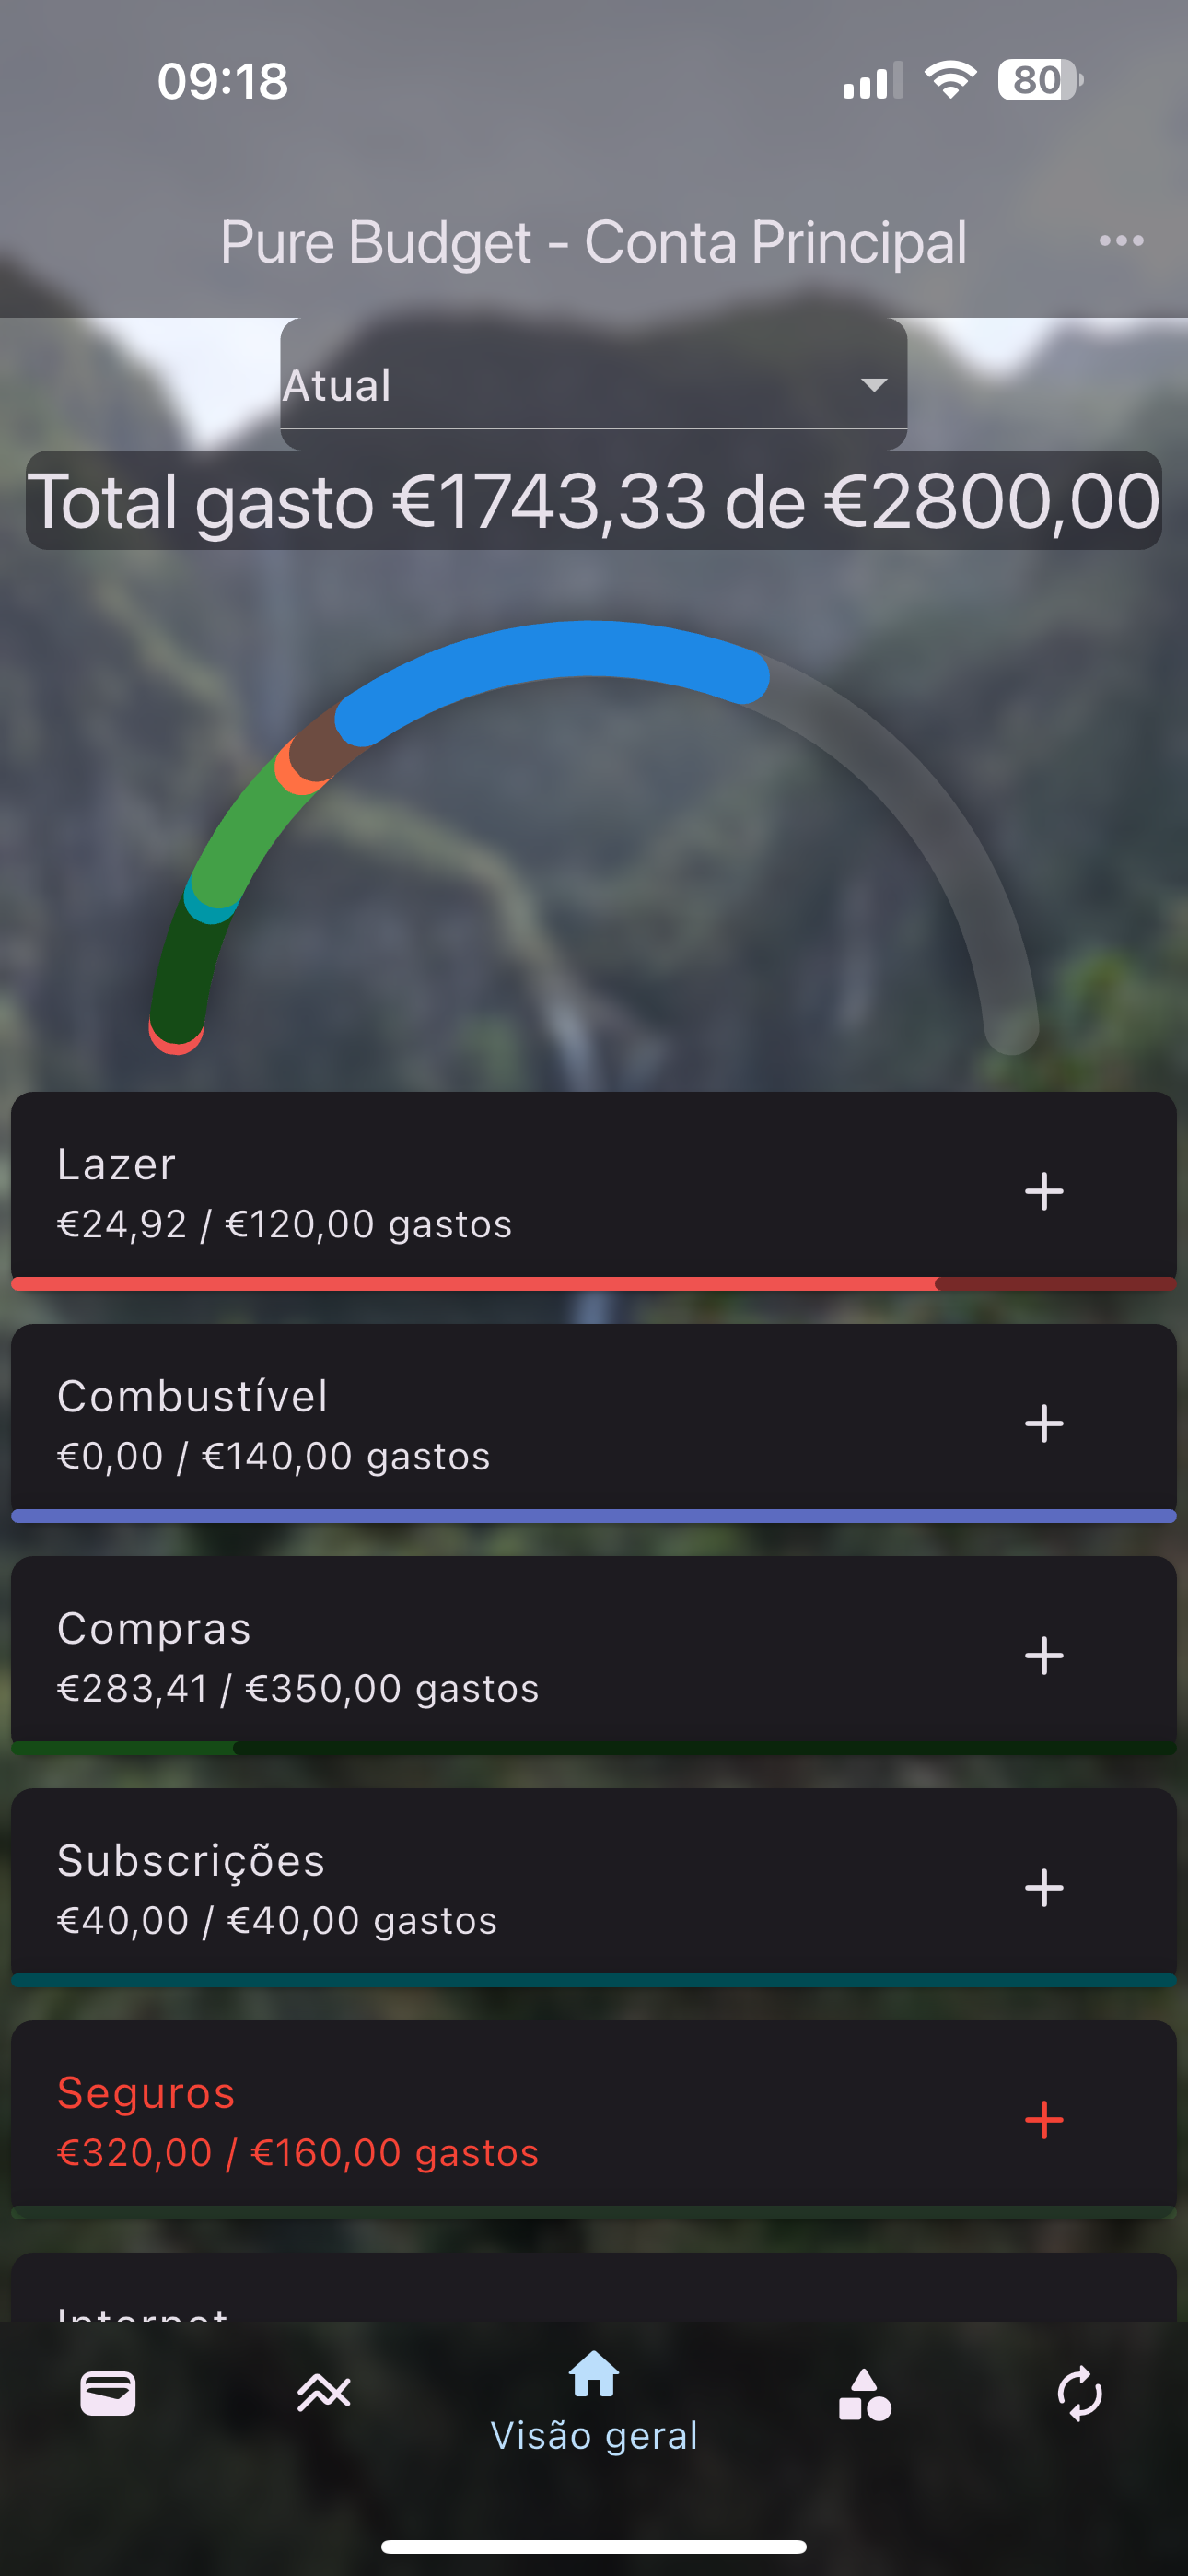 09:18
80
Pure Budget - Conta Principal
Atual
Total gasto €1743,33 de €2800,00
Lazer
€24,92 / €120,00 gastos
Combustível
€0,00 / €140,00 gastos
Compras
€283,41 / €350,00 gastos
Subscrições
€40,00 / €40,00 gastos
Seguros
€320,00 / €160,00 gastos
Internet
Visão geral